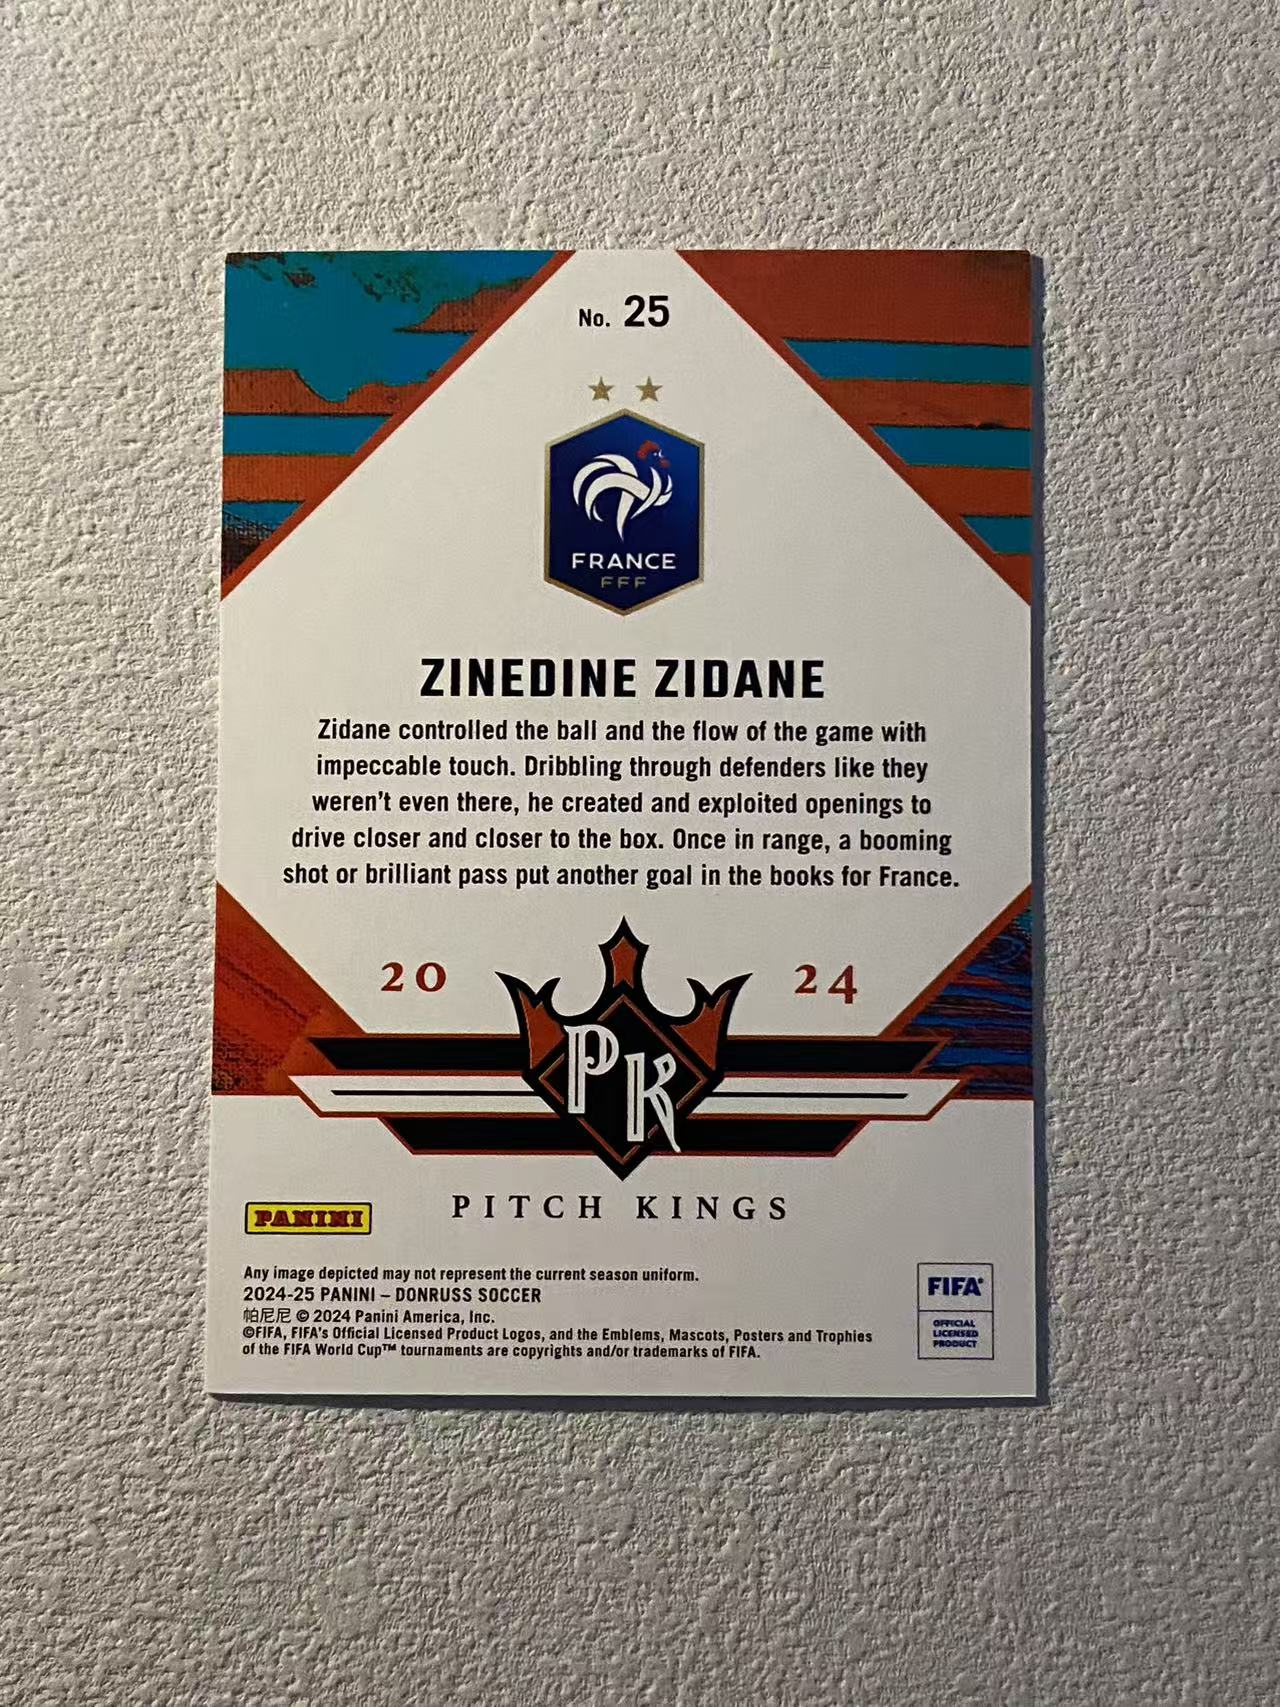 No. 25
FRANCE
FFF
ZINEDINE ZIDANE
Zidane controlled the ball and the flow of the game with
impeccable touch. Dribbling through defenders like they
weren't even there, he created and exploited openings to
drive closer and closer to the box. Once in range, a booming
shot or brilliant pass put another goal in the books for France.
20 24
PK
PITCH KINGS
PANINI
Any image depicted may not represent the current season uniform.
2024-25 PANINI – DONRUSS SOCCER
帕尼尼 © 2024 Panini America, Inc.
©FIFA, FIFA's Official Licensed Product Logos, and the Emblems, Mascots, Posters and Trophies
of the FIFA World Cup™ tournaments are copyrights and/or trademarks of FIFA.
FIFA®
OFFICIAL
LICENSED
PRODUCT